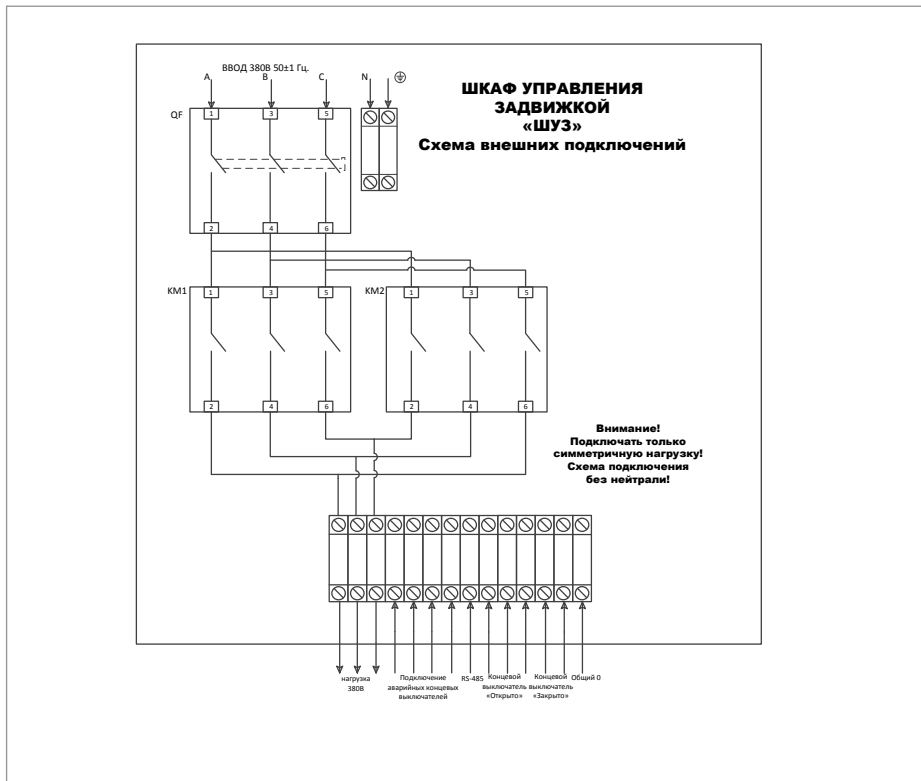 ВВОД 380В 50±1 Гц.
A B C N
ШКАФ УПРАВЛЕНИЯ
ЗАДВИЖКОЙ
«ШУЗ»
Схема внешних подключений
QF
1 3 5
2 4 6
KM1
1 3 5
KM2
1 3 5
2 4 6
2 4 6
Внимание!
Подключать только
симметричную нагрузку!
Схема подключения
без нейтрали!
нагрузка
380В
Подключение
аварийных концевых
выключателей
RS-485
Концевой
выключатель
«Открыто»
Концевой
выключатель
«Закрыто»
Общий 0